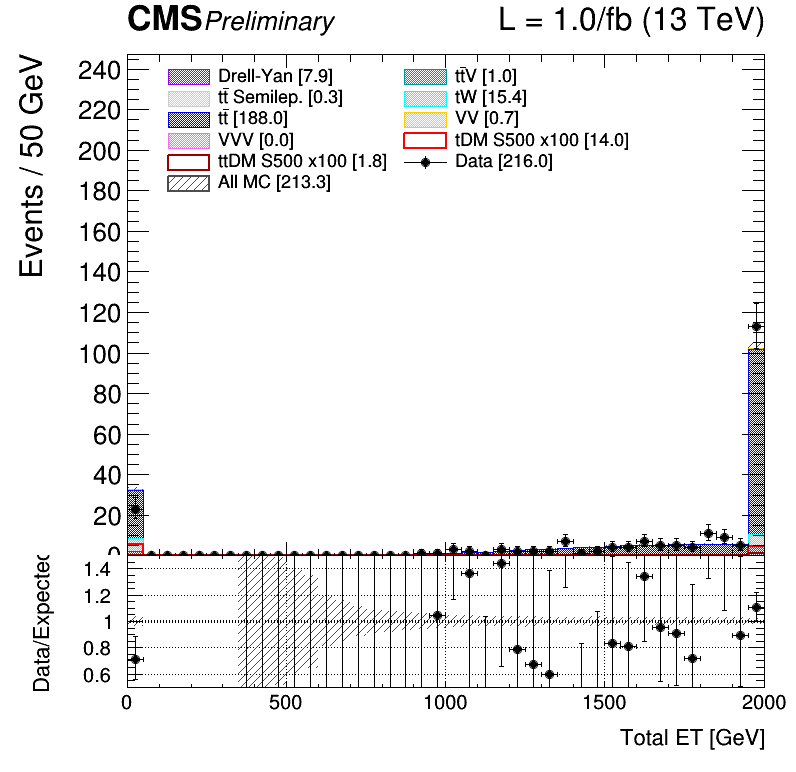 CMS Preliminary L = 1.0/fb (13 TeV)
Events / 50 GeV
240
220
200
180
160
140
120
100
80
60
40
20
0
Drell-Yan [7.9]
tt̄ Semilep. [0.3]
tt̄ [188.0]
VVV [0.0]
ttDM S500 x100 [1.8]
All MC [213.3]
tt̄V [1.0]
tW [15.4]
VV [0.7]
tDM S500 x100 [14.0]
Data [216.0]
Data/Expected
1.4
1.2
1
0.8
0.6
0 500 1000 1500 2000
Total ET [GeV]